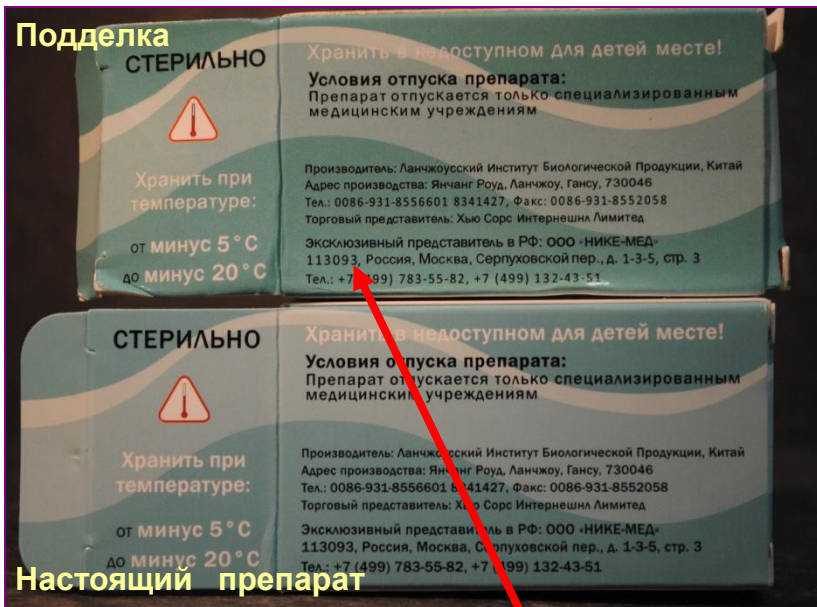 Подделка
СТЕРИЛЬНО
Хранить при
температуре:
от минус 5°С
до минус 20°С
Хранить в недоступном для детей месте!
Условия отпуска препарата:
Препарат отпускается только специализированным
медицинским учреждениям
Производитель: Ланчжоусский Институт Биологической Продукции, Китай
Адрес производства: Янчанг Роуд, Ланчжоу, Гансу, 730046
Тел.: 0086-931-8556601 8341427, Факс: 0086-931-8552058
Торговый представитель: Хью Сорс Интернешнл Лимитед
Эксклюзивный представитель в РФ: ООО «НИКЕ-МЕД»
113093, Россия, Москва, Серпуховской пер., д. 1-3-5, стр. 3
Тел.: +7 (499) 783-55-82, +7 (499) 132-43-51
СТЕРИЛЬНО
Хранить при
температуре:
от минус 5°С
до минус 20°С
Хранить в недоступном для детей месте!
Условия отпуска препарата:
Препарат отпускается только специализированным
медицинским учреждениям
Производитель: Ланчжоусский Институт Биологической Продукции, Китай
Адрес производства: Янчанг Роуд, Ланчжоу, Гансу, 730046
Тел.: 0086-931-8556601 8341427, Факс: 0086-931-8552058
Торговый представитель: Хью Сорс Интернешнл Лимитед
Эксклюзивный представитель в РФ: ООО «НИКЕ-МЕД»
113093, Россия, Москва, Серпуховской пер., д. 1-3-5, стр. 3
Тел.: +7 (499) 783-55-82, +7 (499) 132-43-51
Настоящий препарат